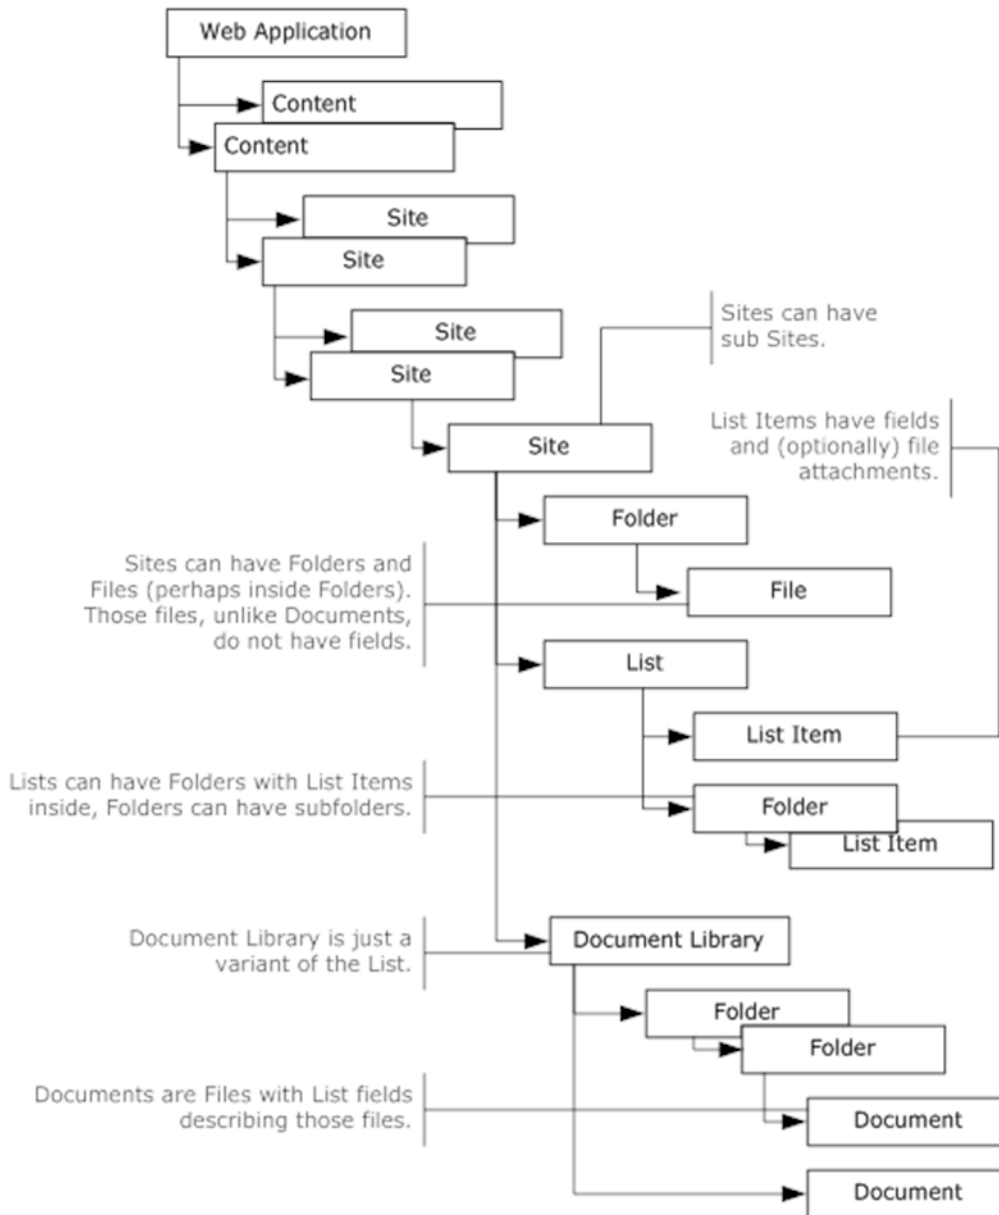 Web Application
Content
Content
Site
Site
Sites can have
sub Sites.
Site
Site
List Items have fields
and (optionally) file
attachments.
Site
Folder
Sites can have Folders and
Files (perhaps inside Folders).
Those files, unlike Documents,
do not have fields.
File
List
List Item
Lists can have Folders with List Items
inside, Folders can have subfolders.
Folder
List Item
Document Library is just a
variant of the List.
Document Library
Folder
Folder
Documents are Files with List fields
describing those files.
Document
Document